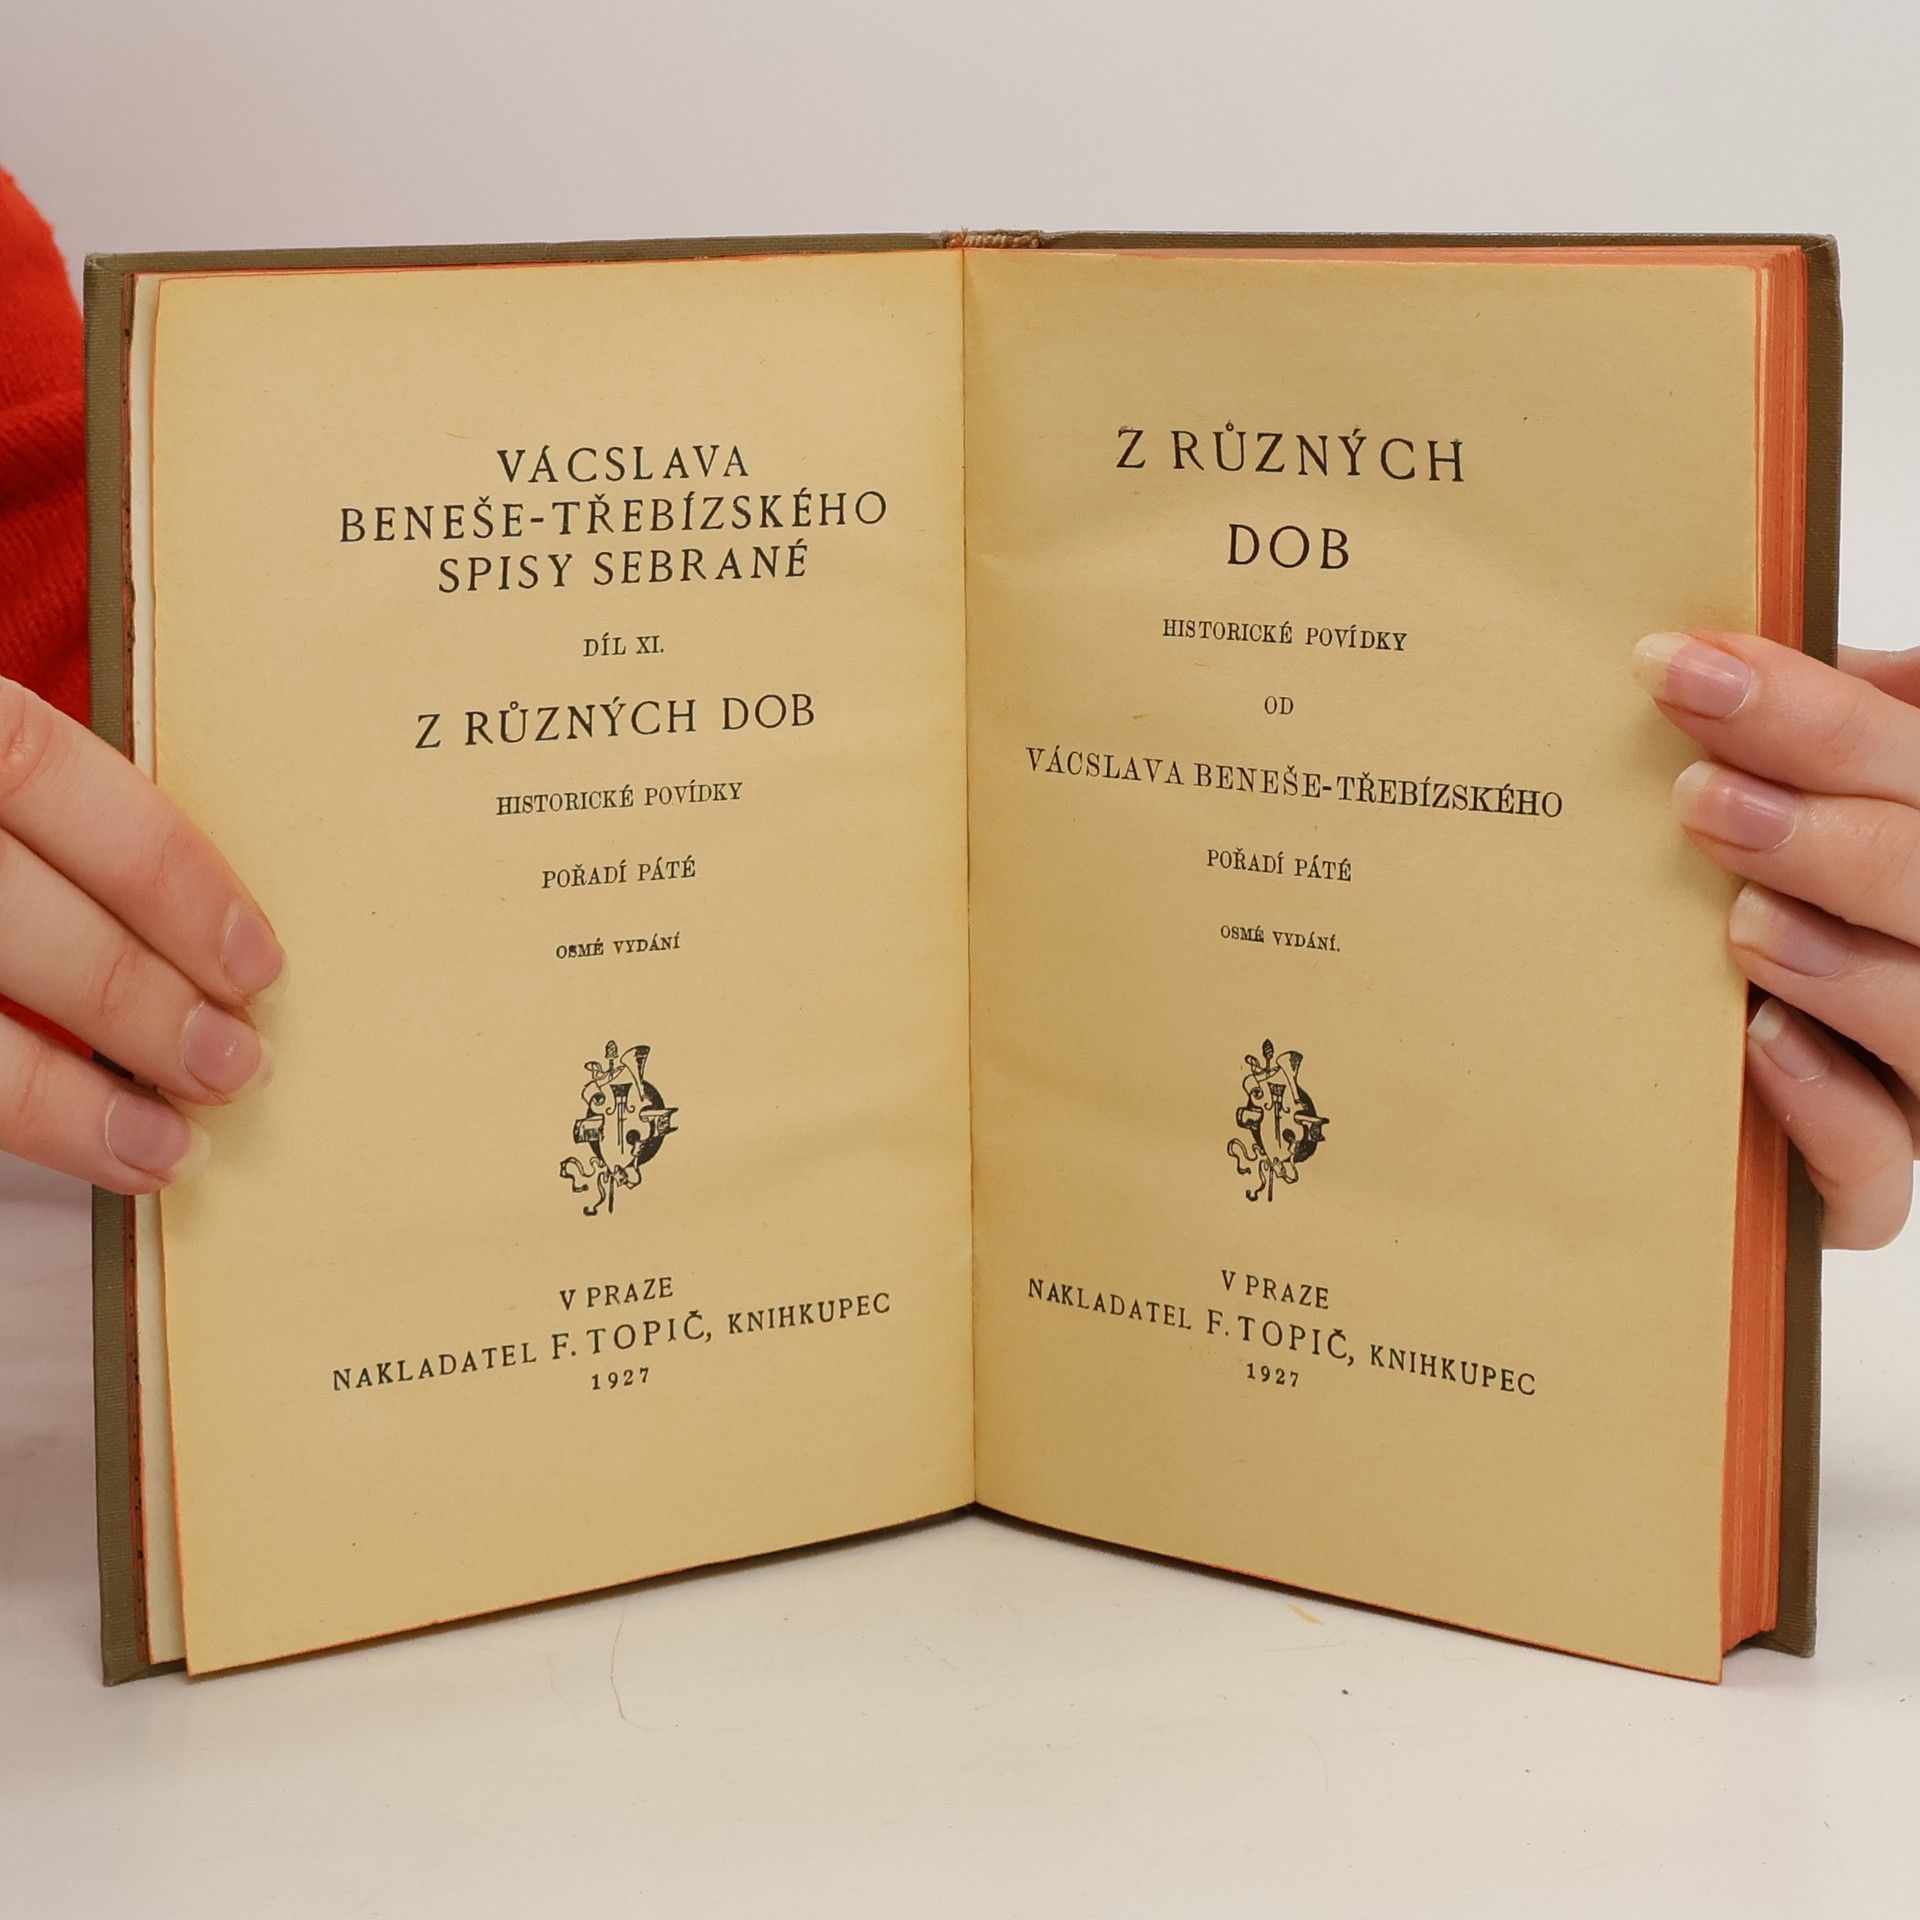 VÁCSLAVA
BENEŠE-TŘEBÍZSKÉHO
SPISY SEBRANÉ
DÍL XI.
Z RŮZNÝCH DOB
HISTORICKÉ POVÍDKY
POŘADÍ PÁTÉ
OSMÉ VYDÁNÍ
V PRAZE
NAKLADATEL F. TOPIČ, KNIHKUPEC
1927
Z RŮZNÝCH
DOB
HISTORICKÉ POVÍDKY
OD
VÁCSLAVA BENEŠE-TŘEBÍZSKÉHO
POŘADÍ PÁTÉ
OSMÉ VYDÁNÍ.
V PRAZE
NAKLADATEL F. TOPIČ, KNIHKUPEC
1927